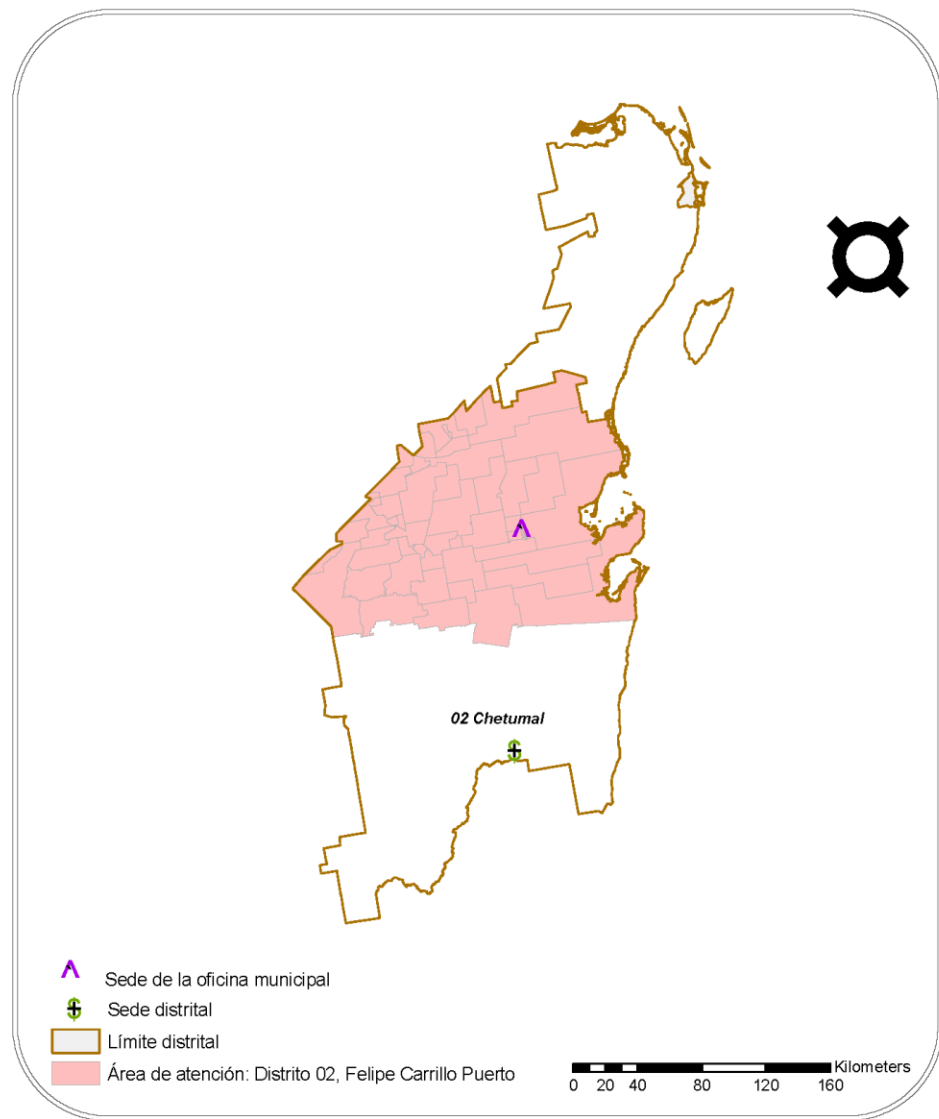 02 Chetumal
Sede de la oficina municipal
Sede distrital
Límite distrital
Área de atención: Distrito 02, Felipe Carrillo Puerto
Kilometers
0 20 40 80 120 160